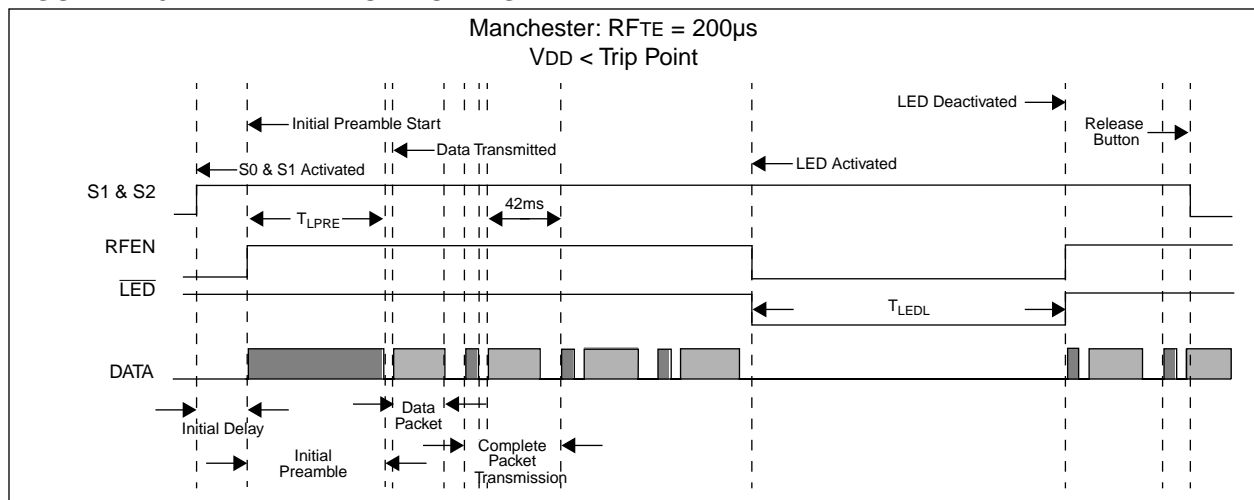 Manchester: RFTE = 200µs
VDD < Trip Point
LED Deactivated
Initial Preamble Start
Release
Button
Data Transmitted
S0 & S1 Activated
LED Activated
S1 & S2
TLPRE
42ms
RFEN
LED
TLEDL
DATA
Initial Delay
Data
Packet
Initial
Preamble
Complete
Packet
Transmission